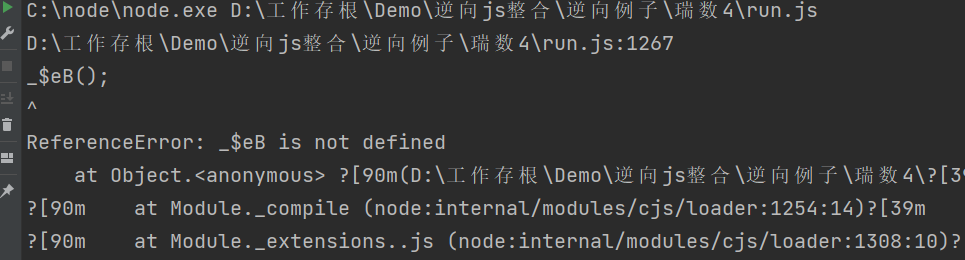 C:\node\node.exe D:\工作存根\Demo\逆向js整合\逆向例子\瑞数4\run.js
D:\工作存根\Demo\逆向js整合\逆向例子\瑞数4\run.js:1267
_$eB();
^
ReferenceError: _$eB is not defined
    at Object.<anonymous> ?[90m(D:\工作存根\Demo\逆向js整合\逆向例子\瑞数4\?[39
?[90m    at Module._compile (node:internal/modules/cjs/loader:1254:14)?[39m
?[90m    at Module._extensions..js (node:internal/modules/cjs/loader:1308:10)?